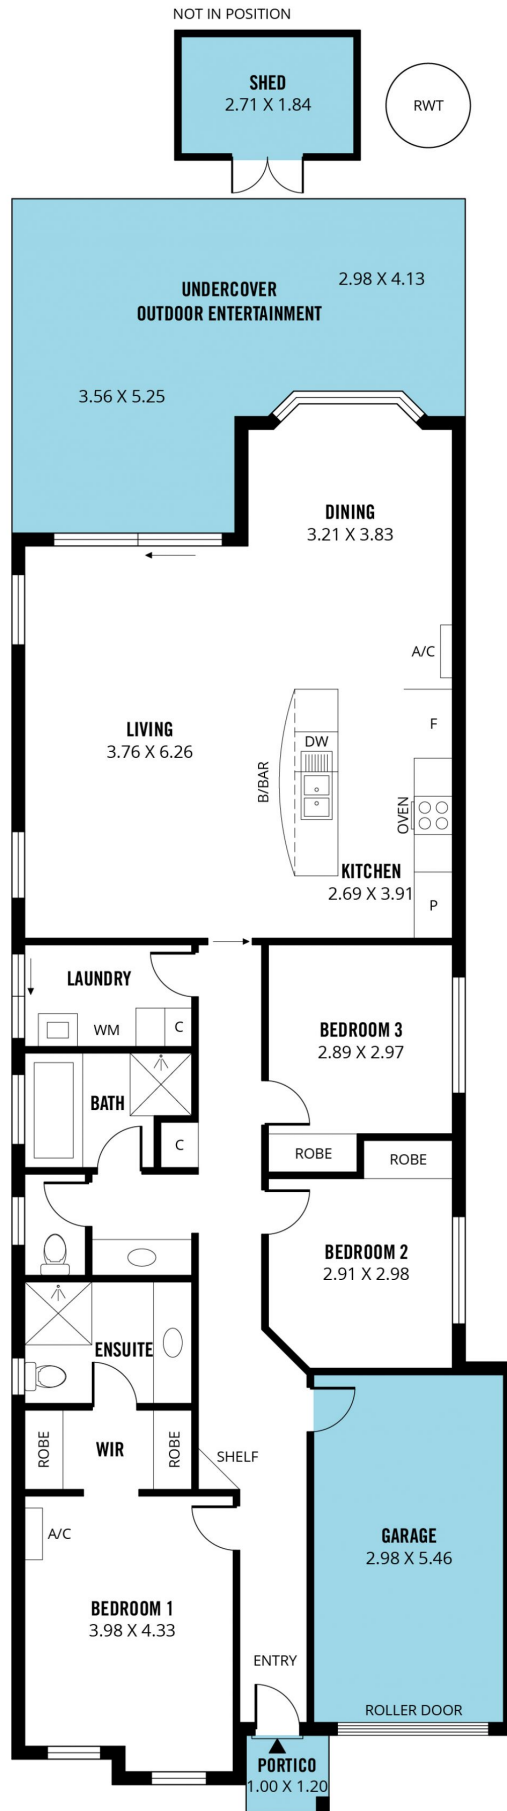 NOT IN POSITION
SHED
2.71 X 1.84
RWT
UNDERCOVER
OUTDOOR ENTERTAINMENT
2.98 X 4.13
3.56 X 5.25
DINING
3.21 X 3.83
A/C
F
LIVING
3.76 X 6.26
DW
B/BAR
OVEN
KITCHEN
2.69 X 3.91
P
LAUNDRY
WM
C
BEDROOM 3
2.89 X 2.97
BATH
C
ROBE
ROBE
BEDROOM 2
2.91 X 2.98
ENSUITE
ROBE
WIR
ROBE
SHELF
A/C
GARAGE
2.98 X 5.46
BEDROOM 1
3.98 X 4.33
ENTRY
ROLLER DOOR
PORTICO
1.00 X 1.20